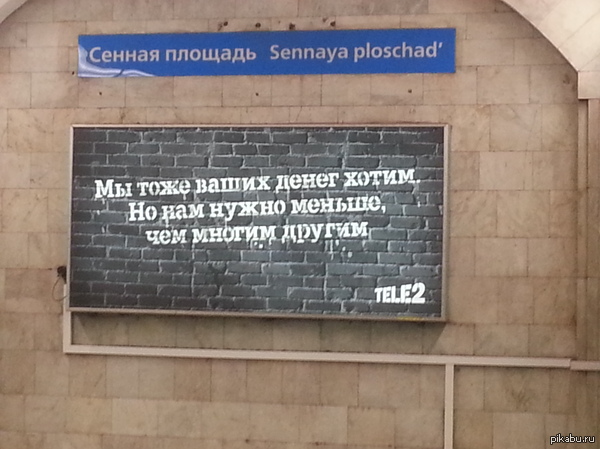 Сенная площадь Sennaya ploschad'
Мы тоже ваших денег хотим.
Но нам нужно меньше,
чем многим другим
TELE2
pikabu.ru